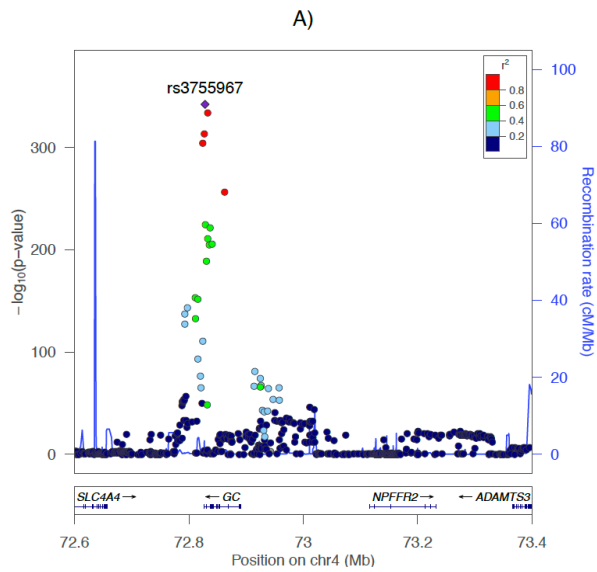 A)
rs3755967
r2
0.8
0.6
0.4
0.2
300
200
100
0
−log10(p−value)
100
80
60
40
20
0
Recombination rate (cM/Mb)
SLC4A4 → ← GC NPFFR2 → ← ADAMTS3
72.6 72.8 73 73.2 73.4
Position on chr4 (Mb)